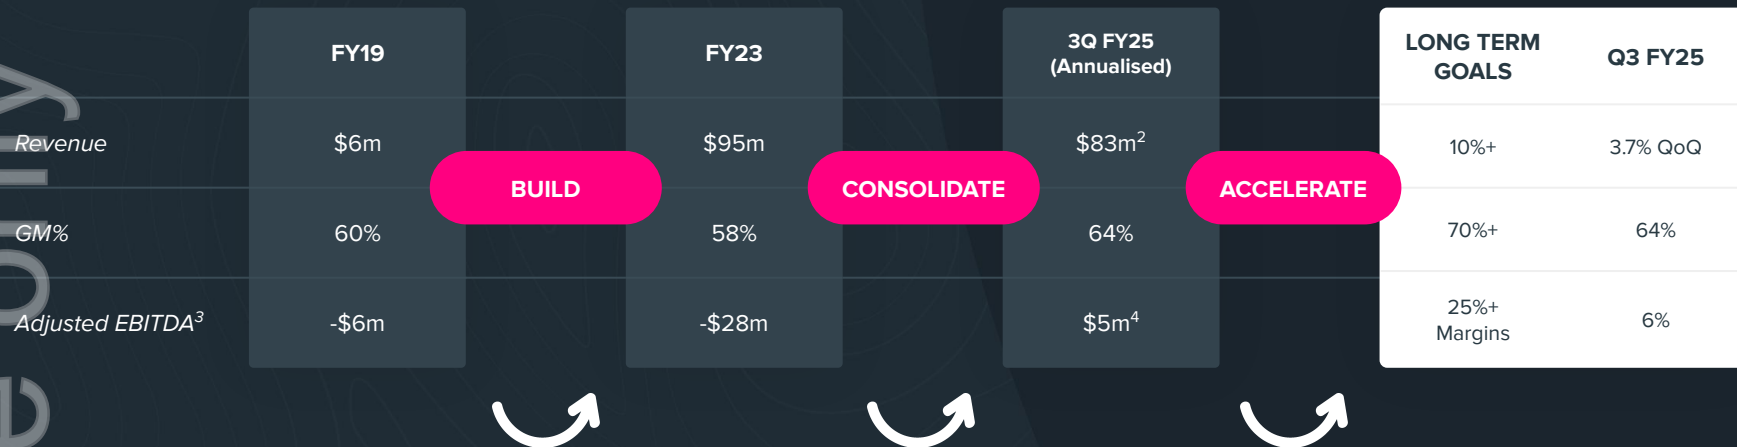 FY19
FY23
3Q FY25
(Annualised)
LONG TERM
GOALS
Q3 FY25
Revenue
$6m
$95m
$83m²
10%+
3.7% QoQ
BUILD
CONSOLIDATE
ACCELERATE
GM%
60%
58%
64%
70%+
64%
Adjusted EBITDA³
-$6m
-$28m
$5m⁴
25%+
Margins
6%